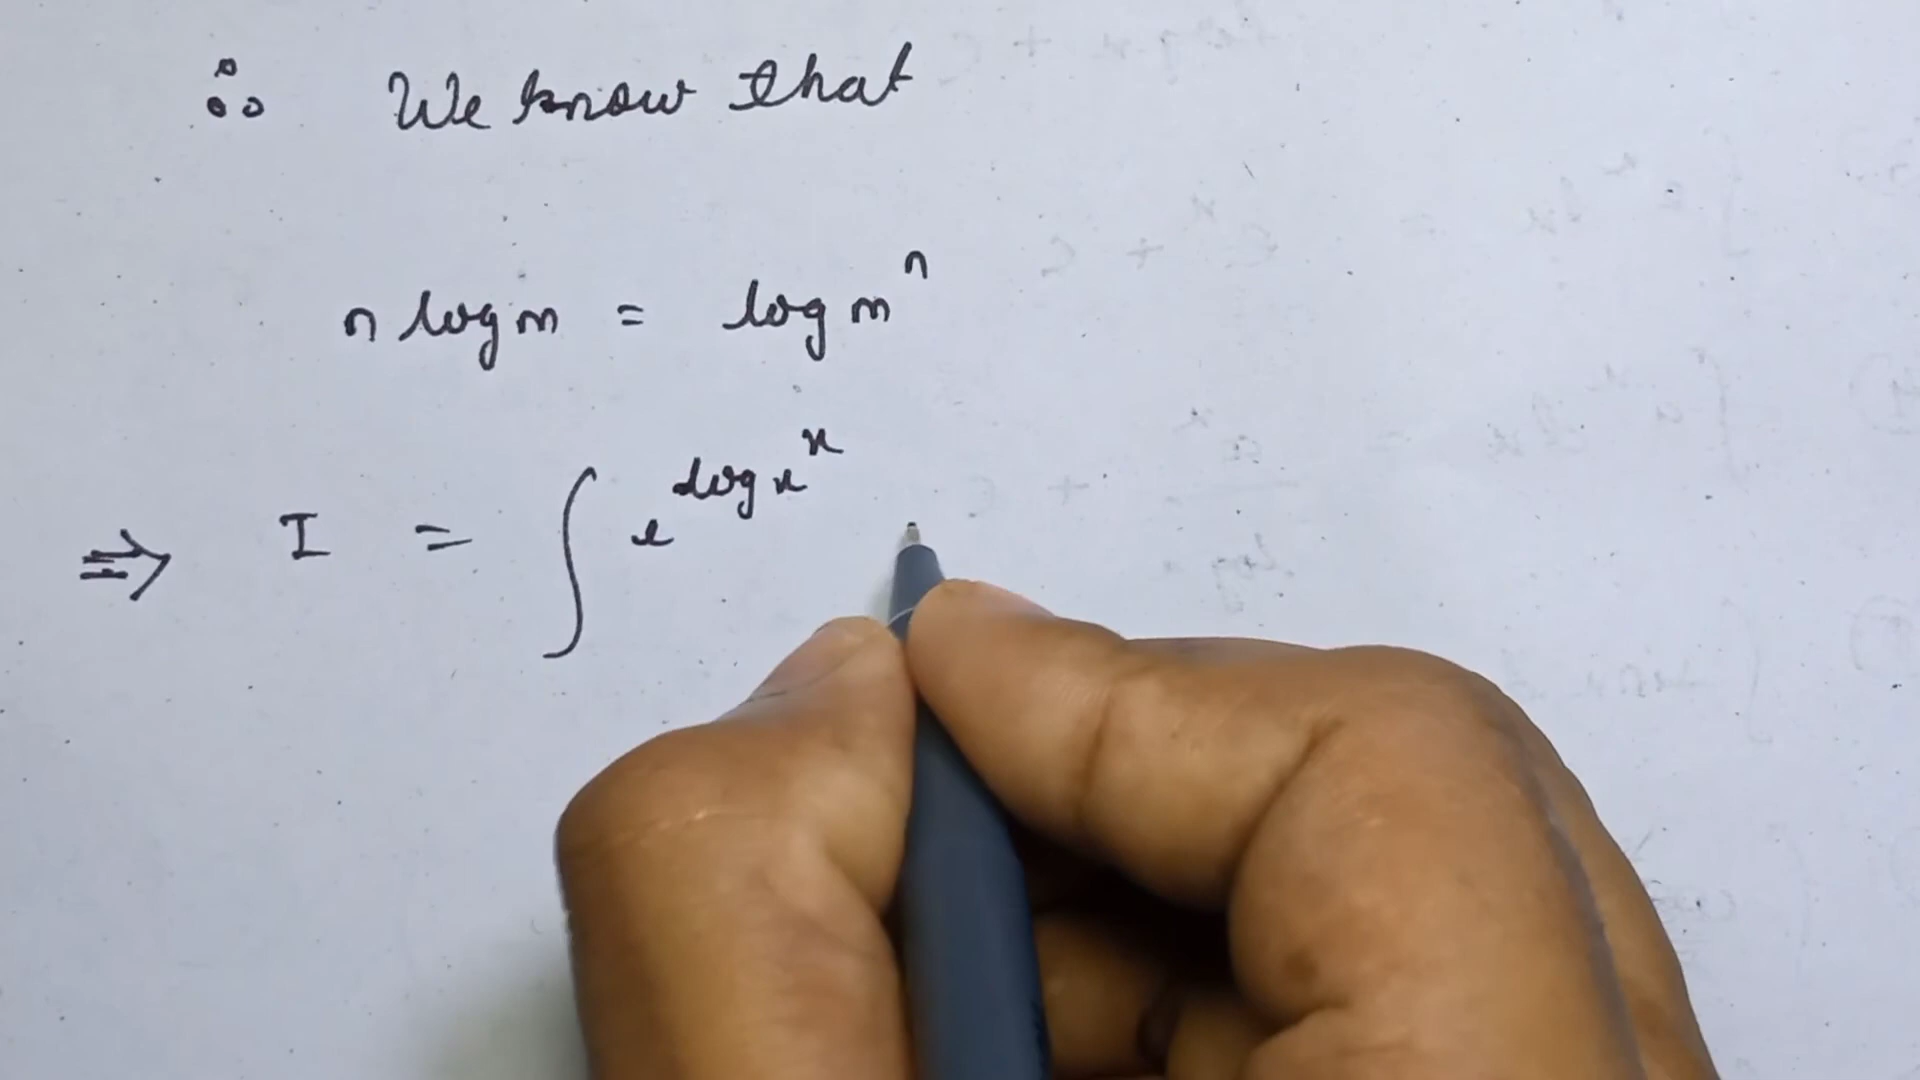 ∴ We know that
n log m = log m^n
⇒ I = ∫ e^{log x^x}